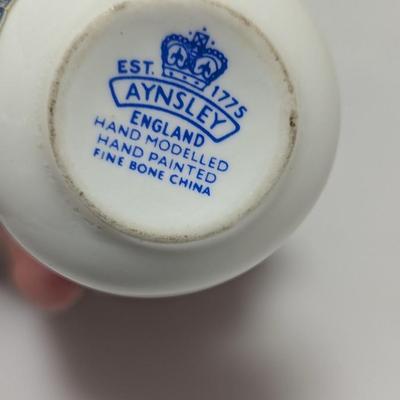 EST. 1775
AYNSLEY
ENGLAND
HAND MODELLED
HAND PAINTED
FINE BONE CHINA